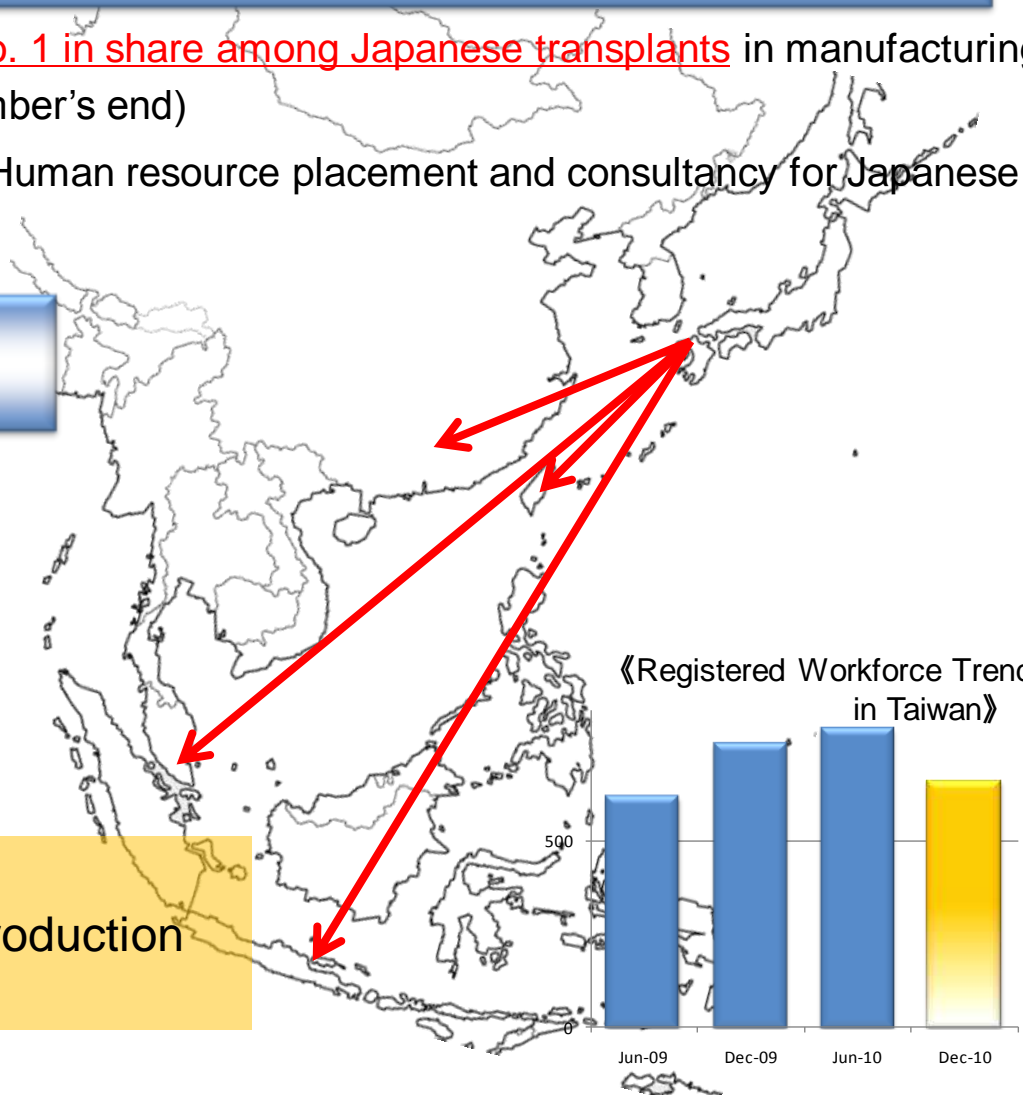 o. 1 in share among Japanese transplants in manufacturing
mber’s end)
Human resource placement and consultancy for Japanese
《Registered Workforce Trend
in Taiwan》
500
0
Jun-09 Dec-09 Jun-10 Dec-10
roduction